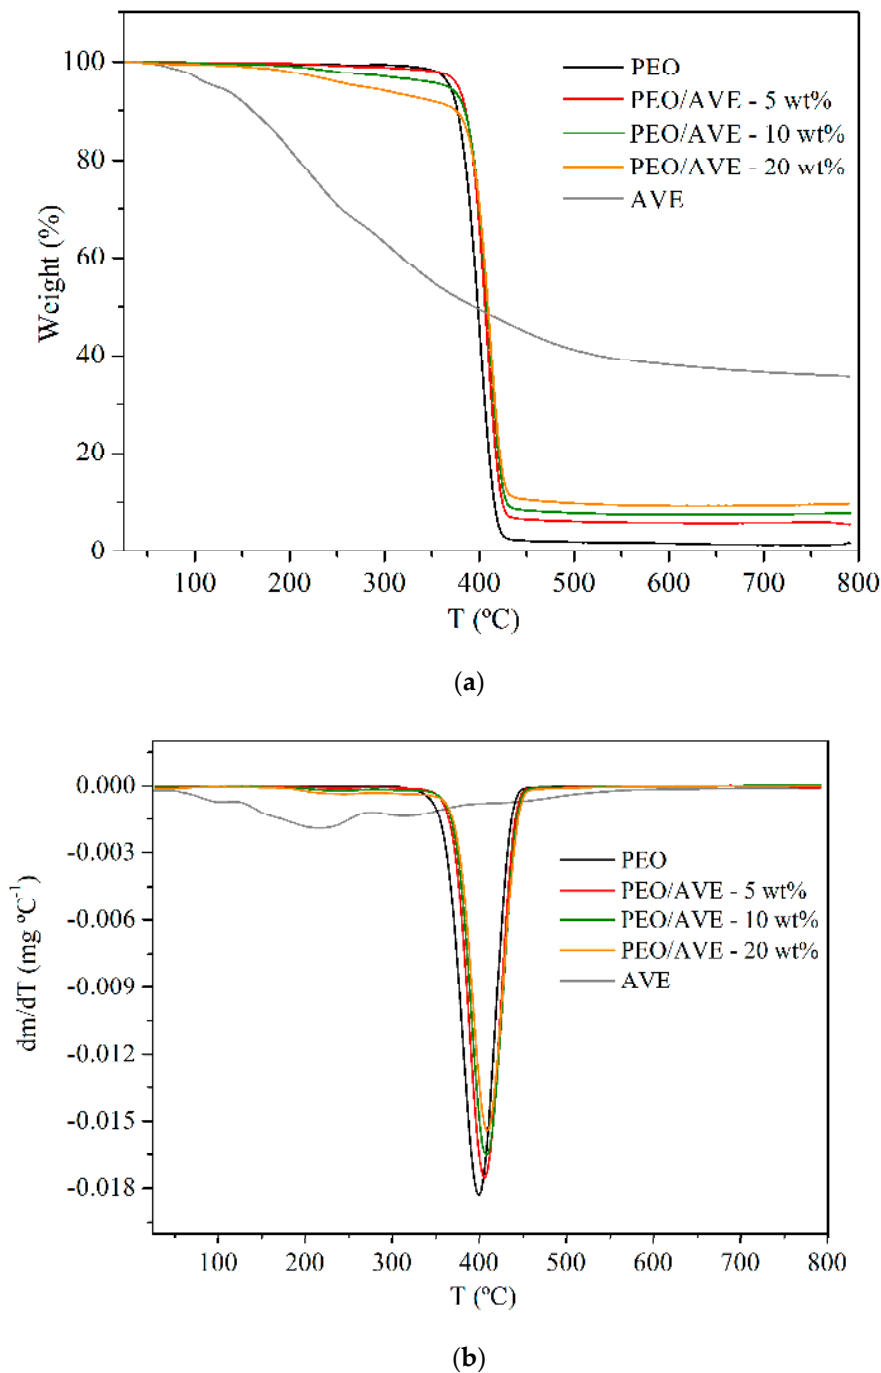 100
80
60
40
20
0
Weight (%)
PEO
PEO/AVE - 5 wt%
PEO/AVE - 10 wt%
PEO/AVE - 20 wt%
AVE
100 200 300 400 500 600 700 800
T (ºC)
(a)
0.000
-0.003
-0.006
-0.009
-0.012
-0.015
-0.018
dm/dT (mg ºC⁻¹)
PEO
PEO/AVE - 5 wt%
PEO/AVE - 10 wt%
PEO/AVE - 20 wt%
AVE
100 200 300 400 500 600 700 800
T (ºC)
(b)